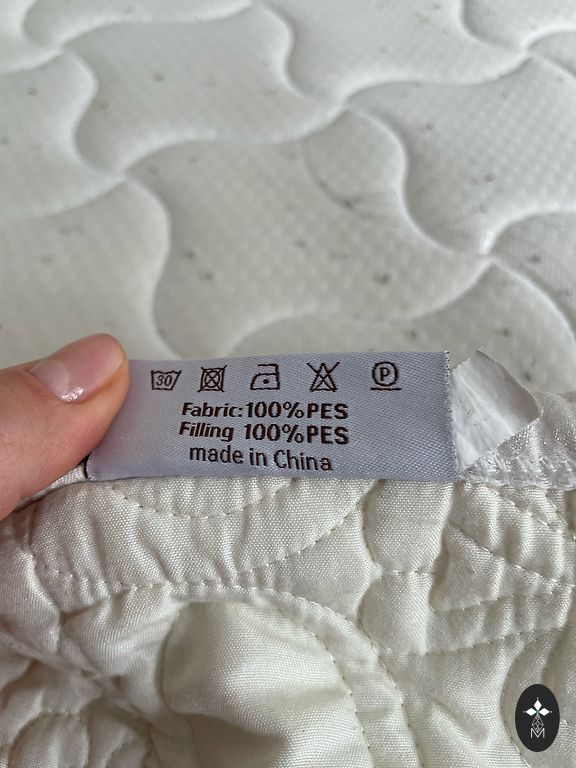 30 P
Fabric:100%PES
Filling 100%PES
made in China
M